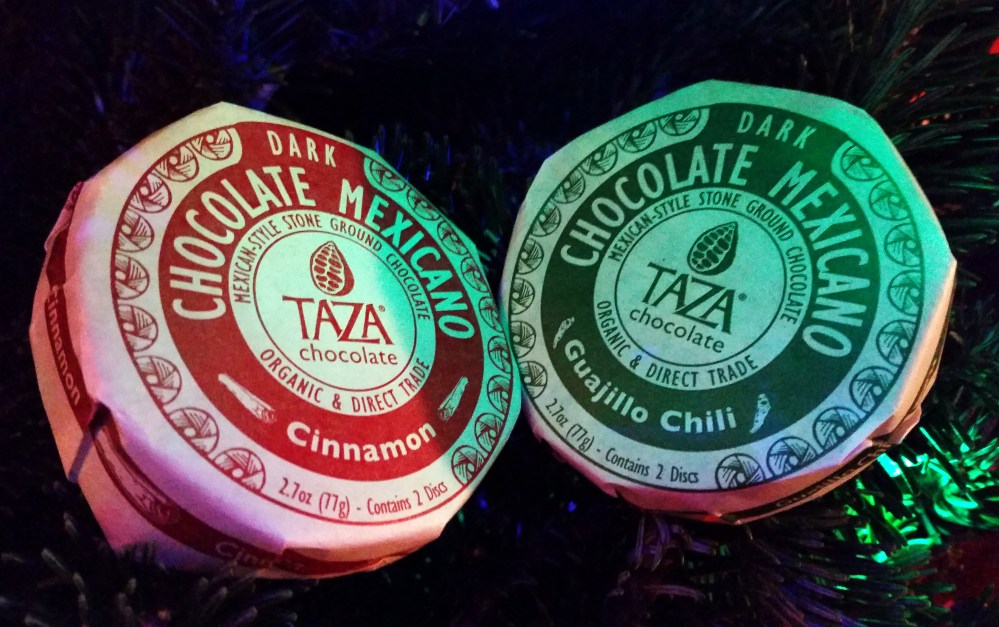 DARK
CHOCOLATE MEXICANO
MEXICAN-STYLE STONE GROUND CHOCOLATE
TAZA®
chocolate
ORGANIC & DIRECT TRADE
Cinnamon
2.7oz (77g) - Contains 2 Discs
Cinnamon
DARK
CHOCOLATE MEXICANO
MEXICAN-STYLE STONE GROUND CHOCOLATE
TAZA®
chocolate
ORGANIC & DIRECT TRADE
Guajillo Chili
2.7oz (77g) - Contains 2 Discs